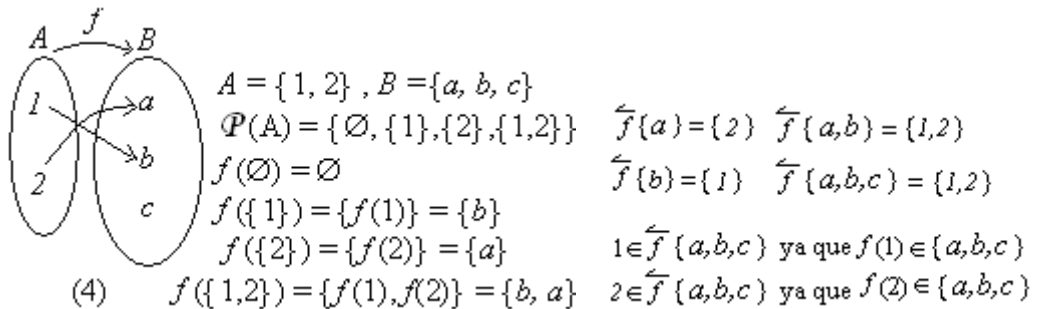 f
A B
1 a
2 b
c
A = {1, 2} , B = {a, b, c}
𝒫(A) = {∅, {1},{2},{1,2}} f⃖{a} = {2} f⃖{a,b} = {1,2}
f(∅) = ∅ f⃖{b} = {1} f⃖{a,b,c} = {1,2}
f({1}) = {f(1)} = {b}
f({2}) = {f(2)} = {a} 1∈f⃖{a,b,c} ya que f(1)∈{a,b,c}
(4) f({1,2}) = {f(1),f(2)} = {b, a} 2∈f⃖{a,b,c} ya que f(2)∈{a,b,c}